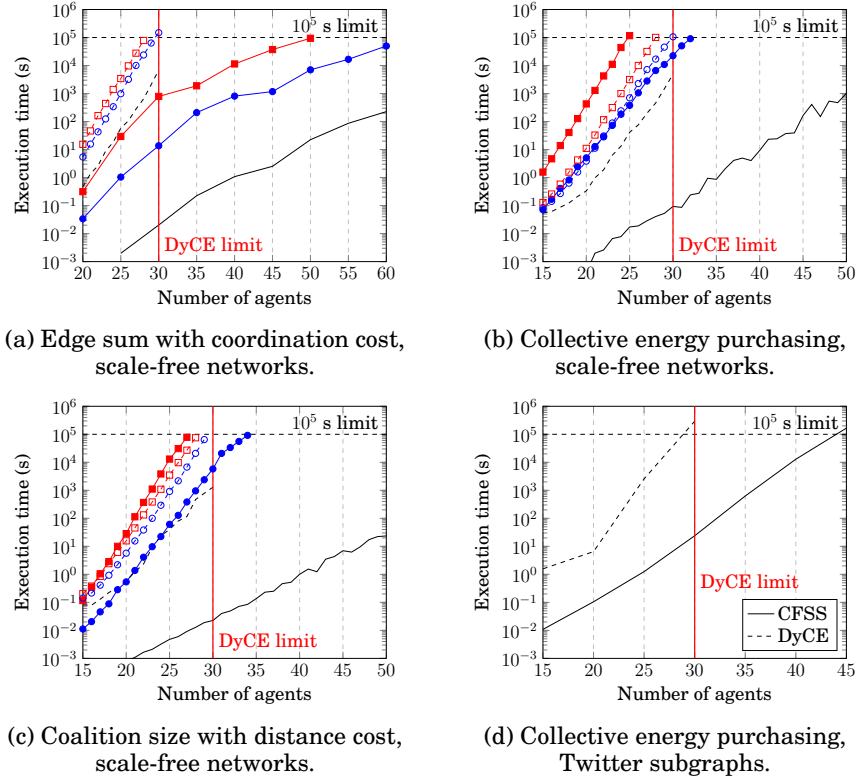 10^5 s limit
Execution time (s)
10^6
10^5
10^4
10^3
10^2
10^1
10^0
10^−1
10^−2
10^−3
DyCE limit
20 25 30 35 40 45 50 55 60
Number of agents
(a) Edge sum with coordination cost,
scale-free networks.
10^5 s limit
Execution time (s)
10^6
10^5
10^4
10^3
10^2
10^1
10^0
10^−1
10^−2
10^−3
DyCE limit
15 20 25 30 35 40 45 50
Number of agents
(b) Collective energy purchasing,
scale-free networks.
10^5 s limit
Execution time (s)
10^6
10^5
10^4
10^3
10^2
10^1
10^0
10^−1
10^−2
10^−3
DyCE limit
15 20 25 30 35 40 45 50
Number of agents
(c) Coalition size with distance cost,
scale-free networks.
10^5 s limit
Execution time (s)
10^6
10^5
10^4
10^3
10^2
10^1
10^0
10^−1
10^−2
10^−3
DyCE limit
CFSS
DyCE
15 20 25 30 35 40 45
Number of agents
(d) Collective energy purchasing,
Twitter subgraphs.